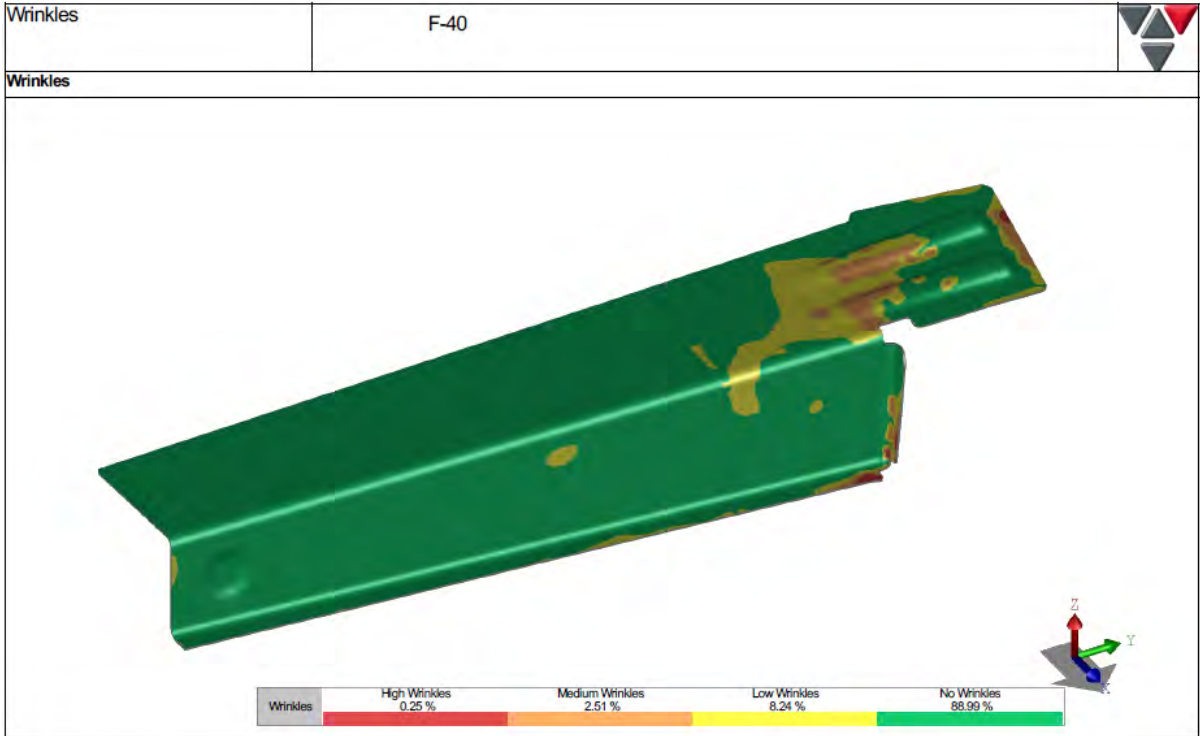 Wrinkles
F-40
Wrinkles
Z
Y
X
Wrinkles
High Wrinkles
0.25 %
Medium Wrinkles
2.51 %
Low Wrinkles
8.24 %
No Wrinkles
88.99 %